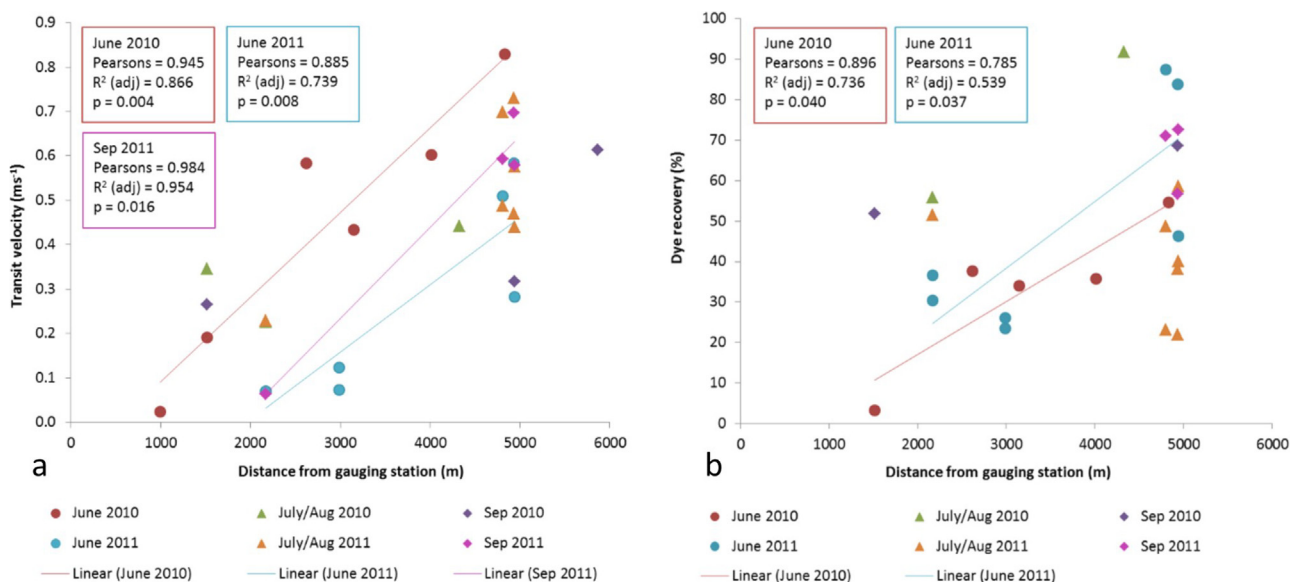 June 2010
Pearsons = 0.945
R² (adj) = 0.866
p = 0.004
June 2011
Pearsons = 0.885
R² (adj) = 0.739
p = 0.008
Sep 2011
Pearsons = 0.984
R² (adj) = 0.954
p = 0.016
Transit velocity (ms⁻¹)
0.9
0.8
0.7
0.6
0.5
0.4
0.3
0.2
0.1
0.0
0 1000 2000 3000 4000 5000 6000
Distance from gauging station (m)
a
June 2010 July/Aug 2010 Sep 2010
June 2011 July/Aug 2011 Sep 2011
Linear (June 2010) Linear (June 2011) Linear (Sep 2011)
June 2010
Pearsons = 0.896
R² (adj) = 0.736
p = 0.040
June 2011
Pearsons = 0.785
R² (adj) = 0.539
p = 0.037
Dye recovery (%)
100
90
80
70
60
50
40
30
20
10
0
0 1000 2000 3000 4000 5000 6000
Distance from gauging station (m)
b
June 2010 July/Aug 2010 Sep 2010
June 2011 July/Aug 2011 Sep 2011
Linear (June 2010) Linear (June 2011)